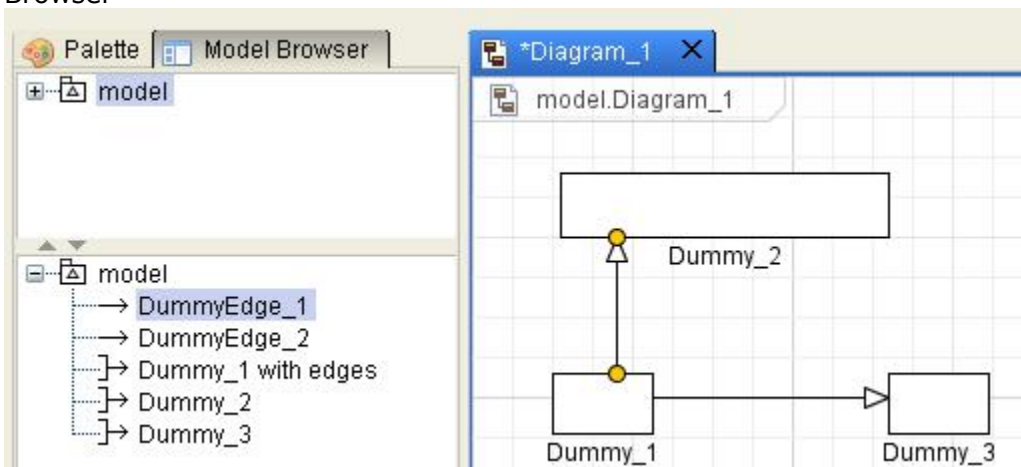 Browser
Palette
Model Browser
model
model
DummyEdge_1
DummyEdge_2
Dummy_1 with edges
Dummy_2
Dummy_3
*Diagram_1
model.Diagram_1
Dummy_2
Dummy_1
Dummy_3